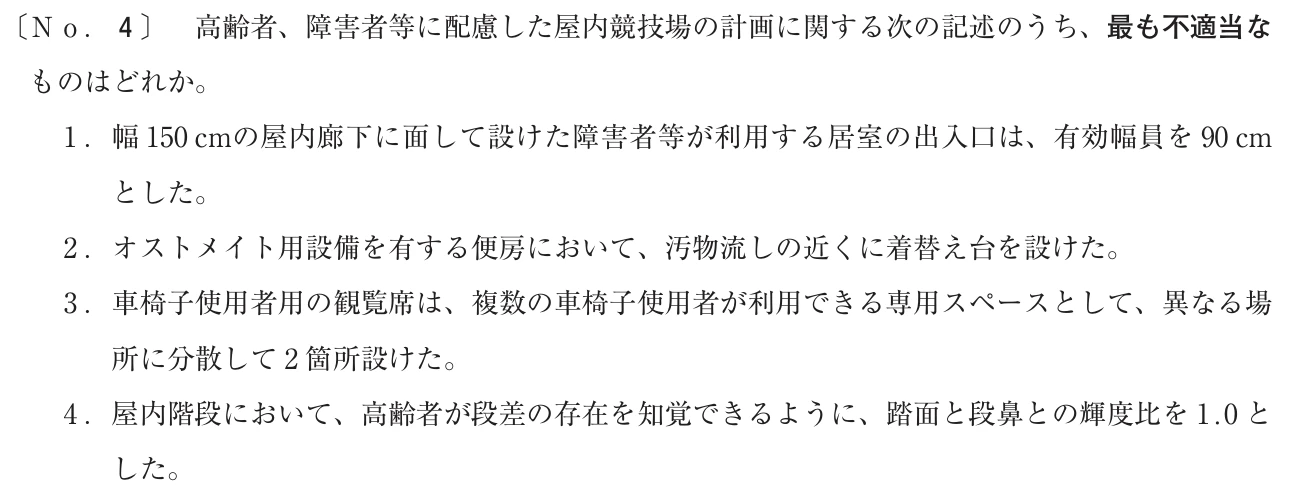 〔Ｎｏ． 4〕　高齢者、障害者等に配慮した屋内競技場の計画に関する次の記述のうち、最も不適当な
ものはどれか。
1．幅 150 cmの屋内廊下に面して設けた障害者等が利用する居室の出入口は、有効幅員を 90 cm
とした。
2．オストメイト用設備を有する便房において、汚物流しの近くに着替え台を設けた。
3．車椅子使用者用の観覧席は、複数の車椅子使用者が利用できる専用スペースとして、異なる場
所に分散して 2 箇所設けた。
4．屋内階段において、高齢者が段差の存在を知覚できるように、踏面と段鼻との輝度比を 1.0 と
した。